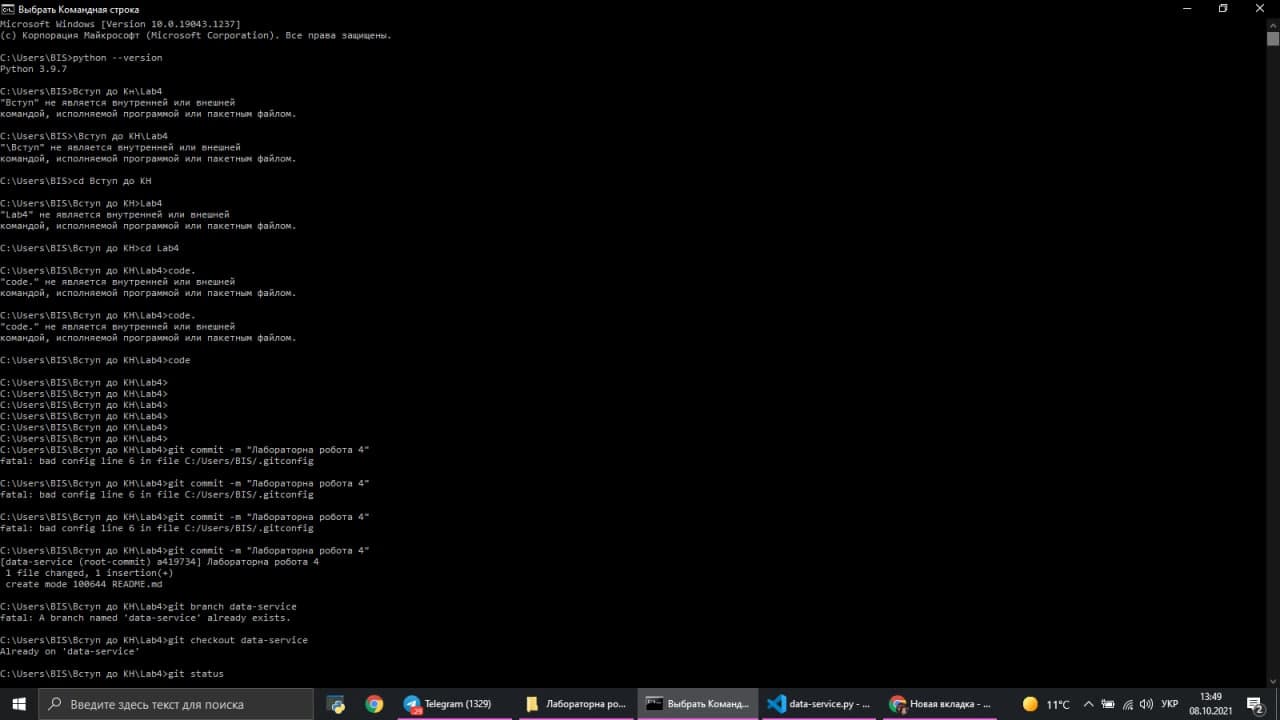 Выбрать Командная строка
Microsoft Windows [Version 10.0.19043.1237]
(c) Корпорация Майкрософт (Microsoft Corporation). Все права защищены.
C:\Users\BIS>python --version
Python 3.9.7
C:\Users\BIS>Вступ до Кн\Lab4
"Вступ" не является внутренней или внешней
командой, исполняемой программой или пакетным файлом.
C:\Users\BIS>\Вступ до КН\Lab4
"\Вступ" не является внутренней или внешней
командой, исполняемой программой или пакетным файлом.
C:\Users\BIS>cd Вступ до КН
C:\Users\BIS\Вступ до КН>Lab4
"Lab4" не является внутренней или внешней
командой, исполняемой программой или пакетным файлом.
C:\Users\BIS\Вступ до КН>cd Lab4
C:\Users\BIS\Вступ до КН\Lab4>code.
"code." не является внутренней или внешней
командой, исполняемой программой или пакетным файлом.
C:\Users\BIS\Вступ до КН\Lab4>code.
"code." не является внутренней или внешней
командой, исполняемой программой или пакетным файлом.
C:\Users\BIS\Вступ до КН\Lab4>code
C:\Users\BIS\Вступ до КН\Lab4>
C:\Users\BIS\Вступ до КН\Lab4>
C:\Users\BIS\Вступ до КН\Lab4>
C:\Users\BIS\Вступ до КН\Lab4>
C:\Users\BIS\Вступ до КН\Lab4>
C:\Users\BIS\Вступ до КН\Lab4>
C:\Users\BIS\Вступ до КН\Lab4>git commit -m "Лабораторна робота 4"
fatal: bad config line 6 in file C:/Users/BIS/.gitconfig
C:\Users\BIS\Вступ до КН\Lab4>git commit -m "Лабораторна робота 4"
fatal: bad config line 6 in file C:/Users/BIS/.gitconfig
C:\Users\BIS\Вступ до КН\Lab4>git commit -m "Лабораторна робота 4"
fatal: bad config line 6 in file C:/Users/BIS/.gitconfig
C:\Users\BIS\Вступ до КН\Lab4>git commit -m "Лабораторна робота 4"
[data-service (root-commit) a419734] Лабораторна робота 4
1 file changed, 1 insertion(+)
create mode 100644 README.md
C:\Users\BIS\Вступ до КН\Lab4>git branch data-service
fatal: A branch named 'data-service' already exists.
C:\Users\BIS\Вступ до КН\Lab4>git checkout data-service
Already on 'data-service'
C:\Users\BIS\Вступ до КН\Lab4>git status
Введите здесь текст для поиска
Telegram (1329)
Лабораторна ро...
Выбрать Команд...
data-service.py - ...
Новая вкладка - ...
11°C
УКР
13:49
08.10.2021
2